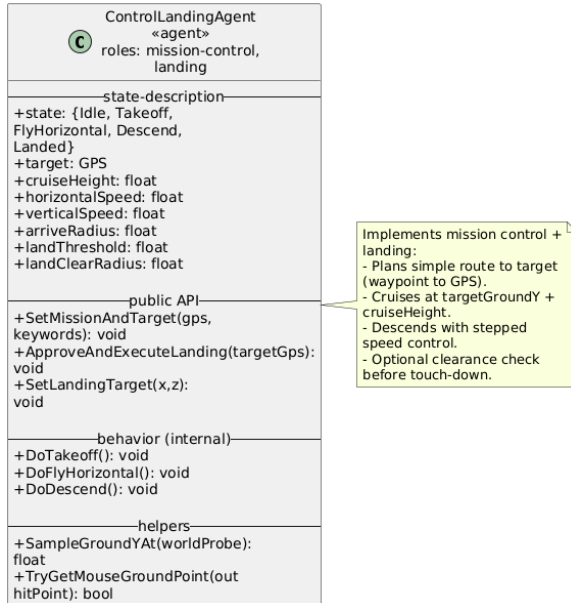 ControlLandingAgent
«agent»
C
roles: mission-control,
landing
state-description
+state: {Idle, Takeoff,
FlyHorizontal, Descend,
Landed}
+target: GPS
+cruiseHeight: float
+horizontalSpeed: float
+verticalSpeed: float
+arriveRadius: float
+landThreshold: float
+landClearRadius: float
public API
+SetMissionAndTarget(gps,
keywords): void
+ApproveAndExecuteLanding(targetGps):
void
+SetLandingTarget(x,z):
void
behavior (internal)
+DoTakeoff(): void
+DoFlyHorizontal(): void
+DoDescend(): void
helpers
+SampleGroundYAt(worldProbe):
float
+TryGetMouseGroundPoint(out
hitPoint): bool
Implements mission control +
landing:
- Plans simple route to target
(waypoint to GPS).
- Cruises at targetGroundY +
cruiseHeight.
- Descends with stepped
speed control.
- Optional clearance check
before touch-down.